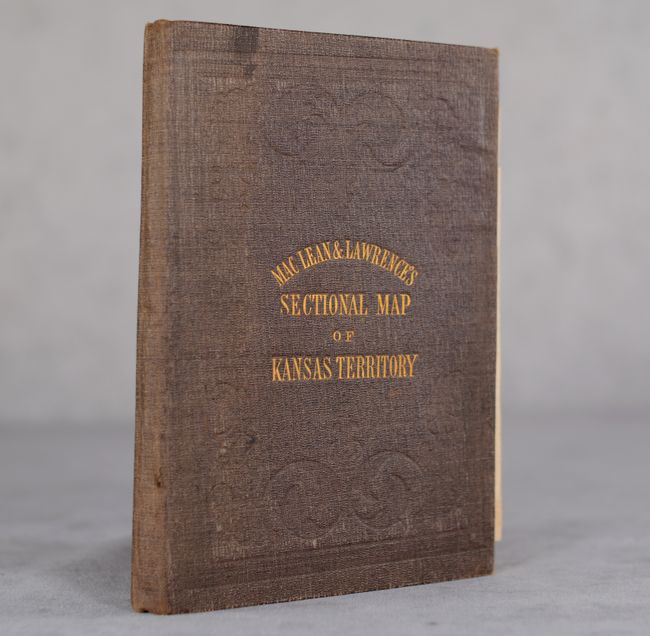 MAC LEAN & LAWRENCE'S
SECTIONAL MAP
OF
KANSAS TERRITORY